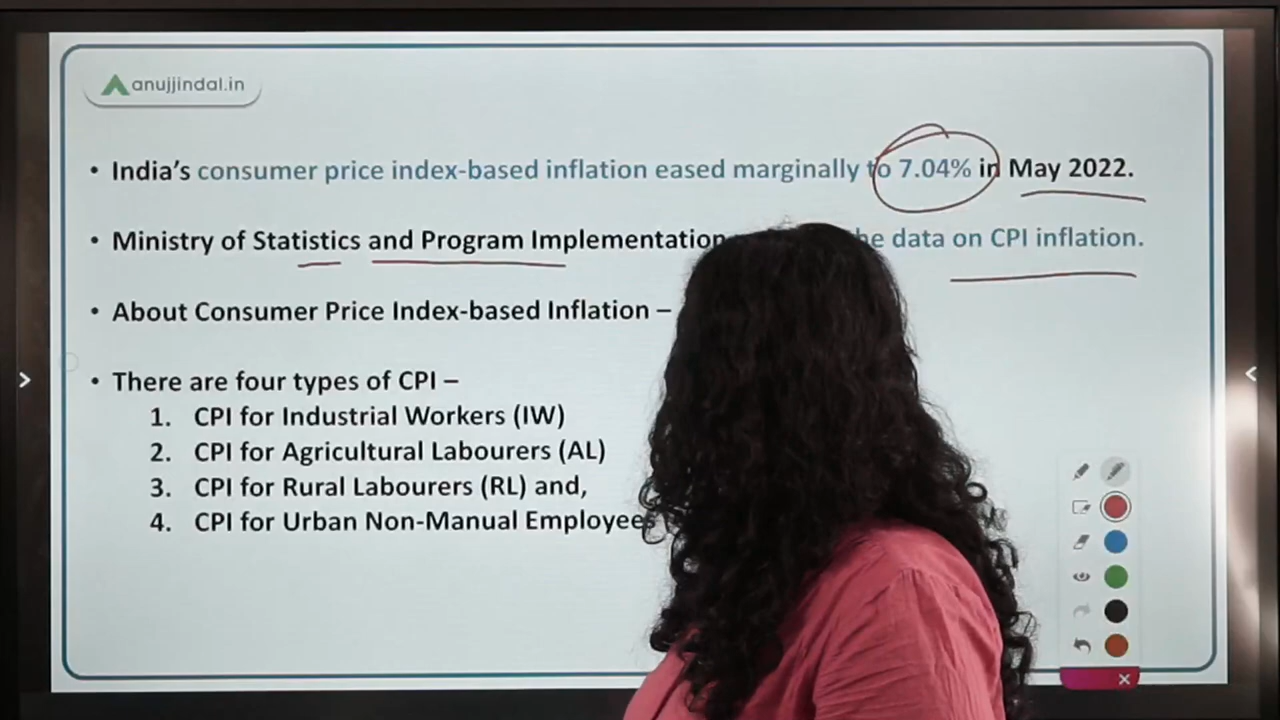 anujjindal.in
• India's consumer price index-based inflation eased marginally to 7.04% in May 2022.
• Ministry of Statistics and Program Implementation data on CPI inflation.
• About Consumer Price Index-based Inflation –
• There are four types of CPI –
1. CPI for Industrial Workers (IW)
2. CPI for Agricultural Labourers (AL)
3. CPI for Rural Labourers (RL) and,
4. CPI for Urban Non-Manual Employees